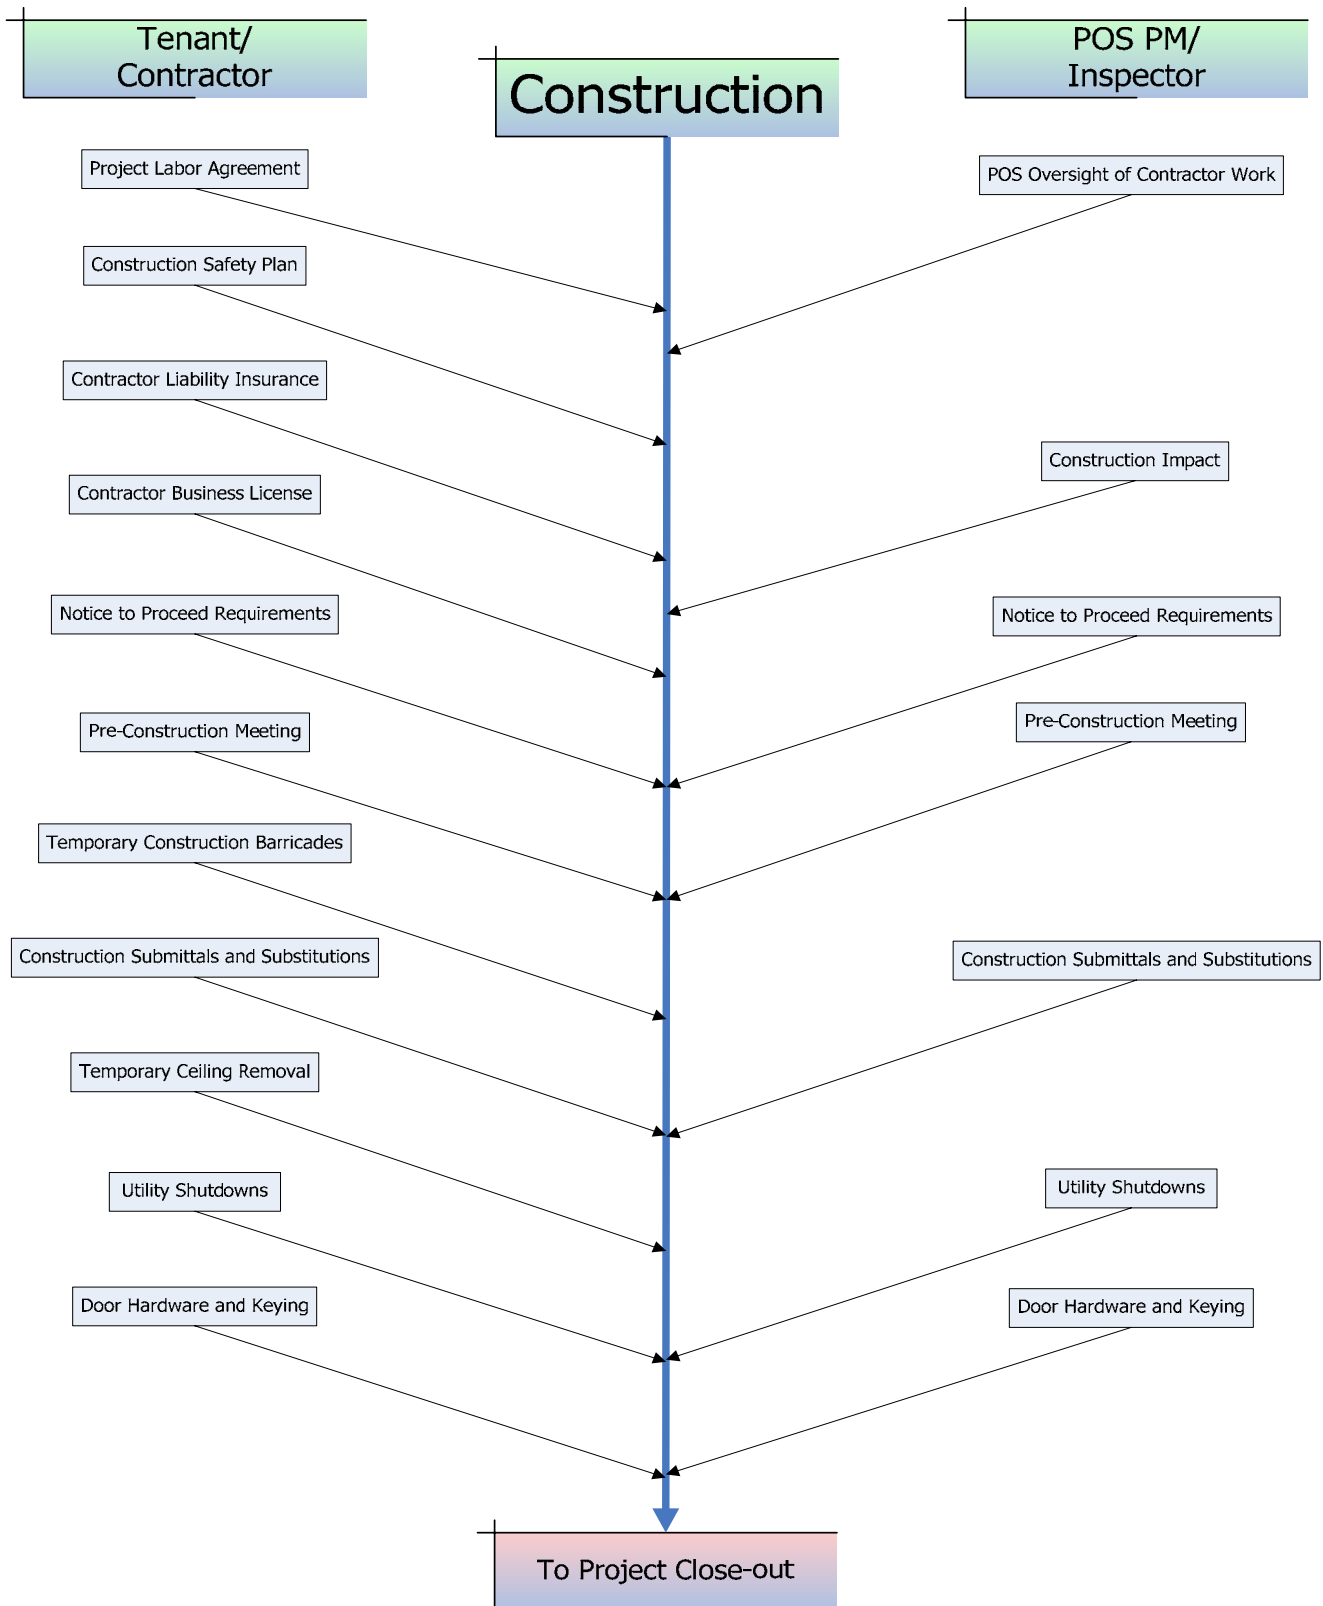 Tenant/
Contractor
Construction
POS PM/
Inspector
Project Labor Agreement
POS Oversight of Contractor Work
Construction Safety Plan
Contractor Liability Insurance
Construction Impact
Contractor Business License
Notice to Proceed Requirements
Notice to Proceed Requirements
Pre-Construction Meeting
Pre-Construction Meeting
Temporary Construction Barricades
Construction Submittals and Substitutions
Construction Submittals and Substitutions
Temporary Ceiling Removal
Utility Shutdowns
Utility Shutdowns
Door Hardware and Keying
Door Hardware and Keying
To Project Close-out